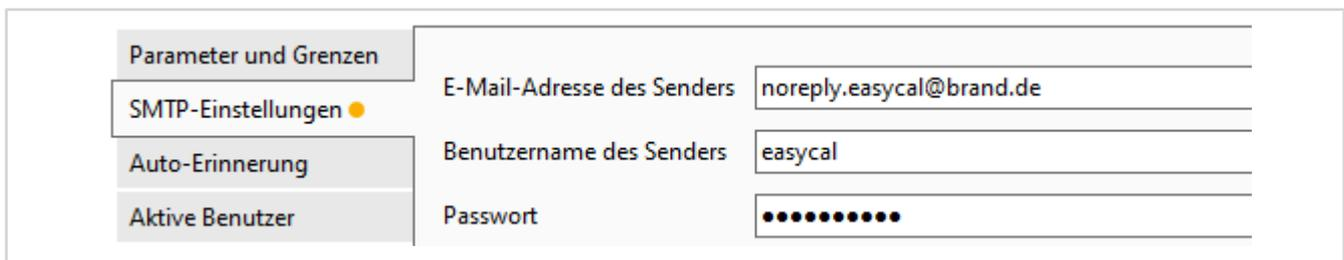 Parameter und Grenzen
SMTP-Einstellungen
Auto-Erinnerung
Aktive Benutzer
E-Mail-Adresse des Senders noreply.easycal@brand.de
Benutzername des Senders easycal
Passwort ●●●●●●●●●●